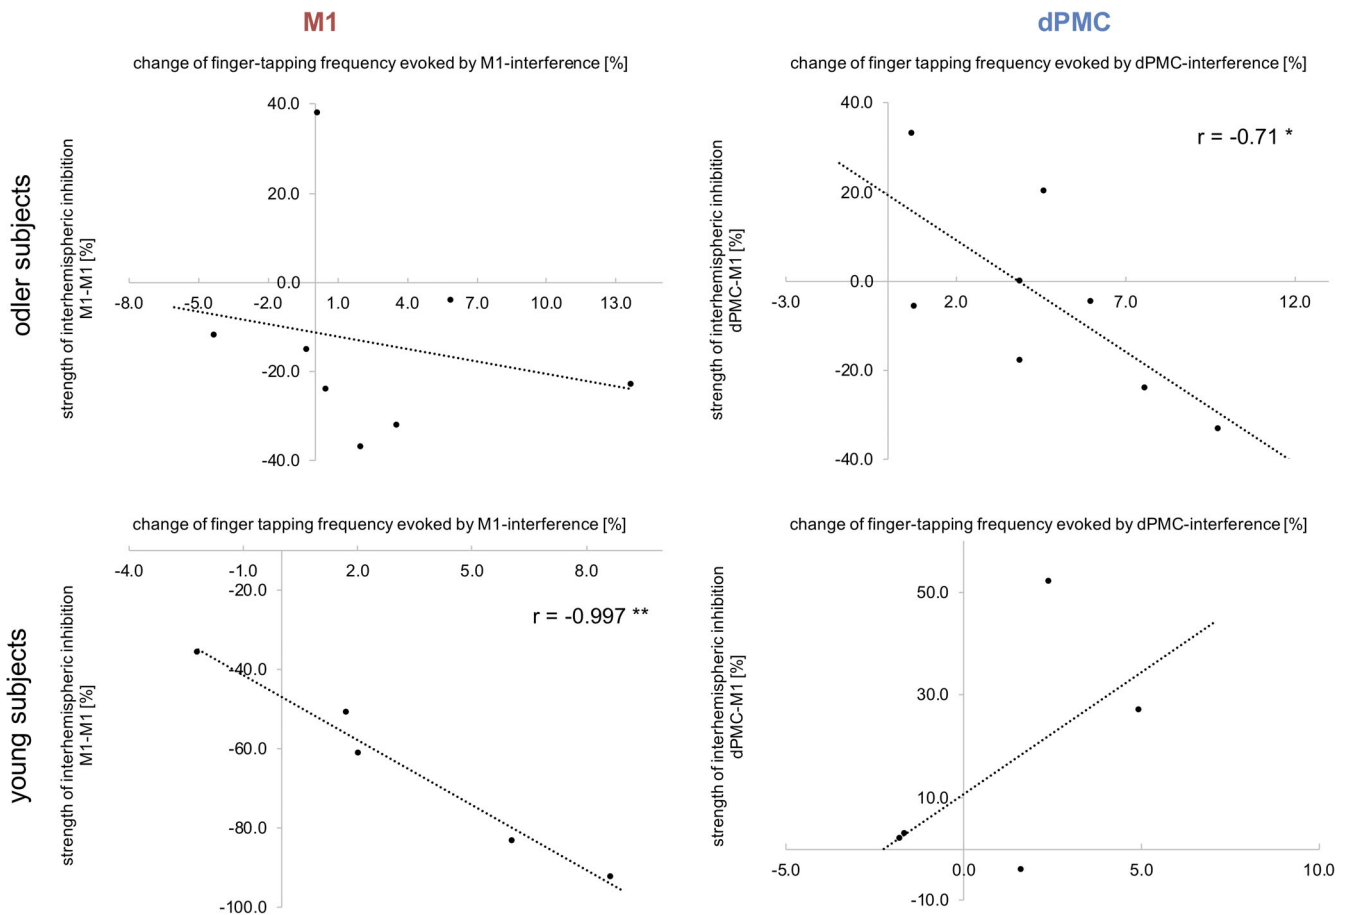 M1
dPMC
change of finger-tapping frequency evoked by M1-interference [%]
change of finger tapping frequency evoked by dPMC-interference [%]
odler subjects
strength of interhemispheric inhibition
M1-M1 [%]
40.0
20.0
0.0
-20.0
-40.0
-8.0 -5.0 -2.0 1.0 4.0 7.0 10.0 13.0
strength of interhemispheric inhibition
dPMC-M1 [%]
40.0
r = -0.71 *
20.0
0.0
-20.0
-40.0
-3.0 2.0 7.0 12.0
change of finger tapping frequency evoked by M1-interference [%]
change of finger-tapping frequency evoked by dPMC-interference [%]
young subjects
strength of interhemispheric inhibition
M1-M1 [%]
-4.0 -1.0 2.0 5.0 8.0
-20.0
r = -0.997 **
-40.0
-60.0
-80.0
-100.0
strength of interhemispheric inhibition
dPMC-M1 [%]
50.0
30.0
10.0
-5.0 0.0 5.0 10.0
-10.0